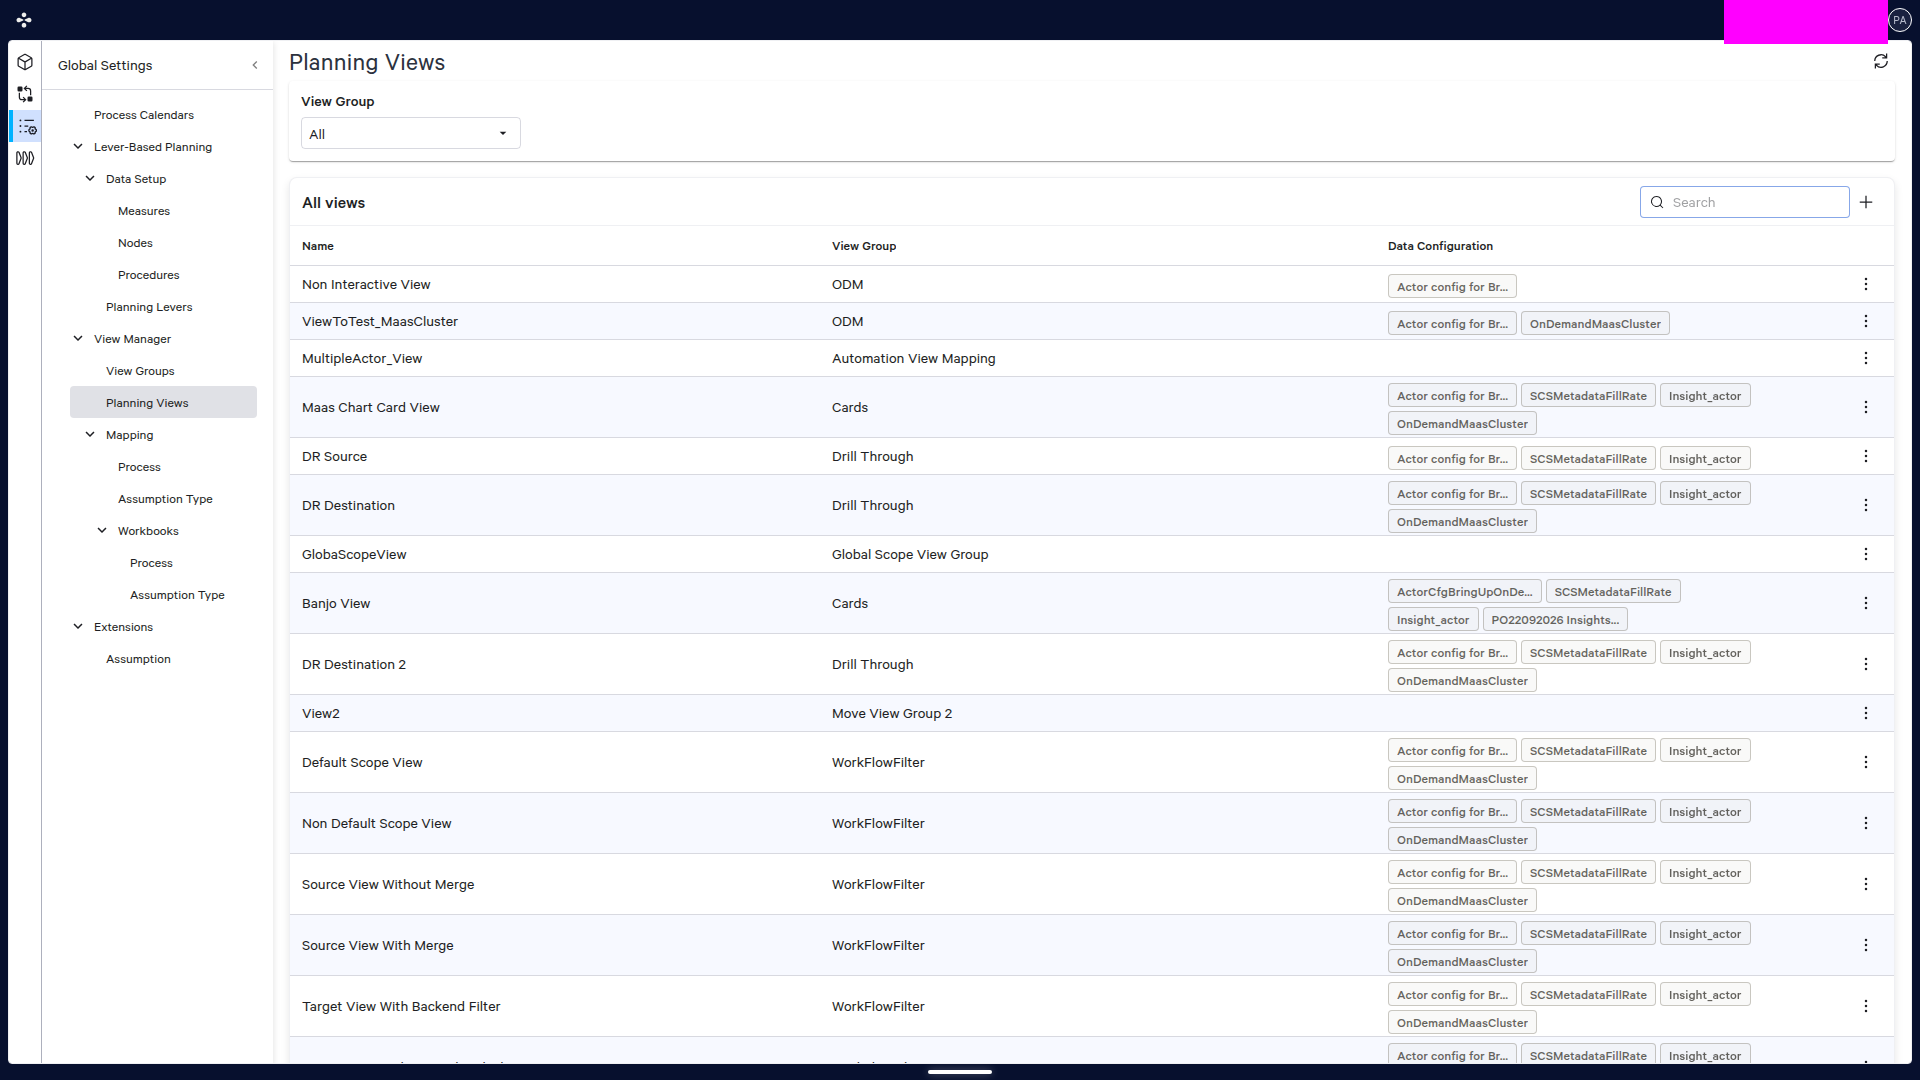 PA
Global Settings
Process Calendars
Lever-Based Planning
Data Setup
Measures
Nodes
Procedures
Planning Levers
View Manager
View Groups
Planning Views
Mapping
Process
Assumption Type
Workbooks
Process
Assumption Type
Extensions
Assumption
Planning Views
View Group
All
All views
Search
Name View Group Data Configuration
Non Interactive View ODM Actor config for Br...
ViewToTest_MaasCluster ODM Actor config for Br... OnDemandMaasCluster
MultipleActor_View Automation View Mapping
Maas Chart Card View Cards Actor config for Br... SCSMetadataFillRate Insight_actor
OnDemandMaasCluster
DR Source Drill Through Actor config for Br... SCSMetadataFillRate Insight_actor
DR Destination Drill Through Actor config for Br... SCSMetadataFillRate Insight_actor
OnDemandMaasCluster
GlobaScopeView Global Scope View Group
Banjo View Cards ActorCfgBringUpOnDe... SCSMetadataFillRate
Insight_actor PO22092026 Insights...
DR Destination 2 Drill Through Actor config for Br... SCSMetadataFillRate Insight_actor
OnDemandMaasCluster
View2 Move View Group 2
Default Scope View WorkFlowFilter Actor config for Br... SCSMetadataFillRate Insight_actor
OnDemandMaasCluster
Non Default Scope View WorkFlowFilter Actor config for Br... SCSMetadataFillRate Insight_actor
OnDemandMaasCluster
Source View Without Merge WorkFlowFilter Actor config for Br... SCSMetadataFillRate Insight_actor
OnDemandMaasCluster
Source View With Merge WorkFlowFilter Actor config for Br... SCSMetadataFillRate Insight_actor
OnDemandMaasCluster
Target View With Backend Filter WorkFlowFilter Actor config for Br... SCSMetadataFillRate Insight_actor
OnDemandMaasCluster
Actor config for Br... SCSMetadataFillRate Insight_actor